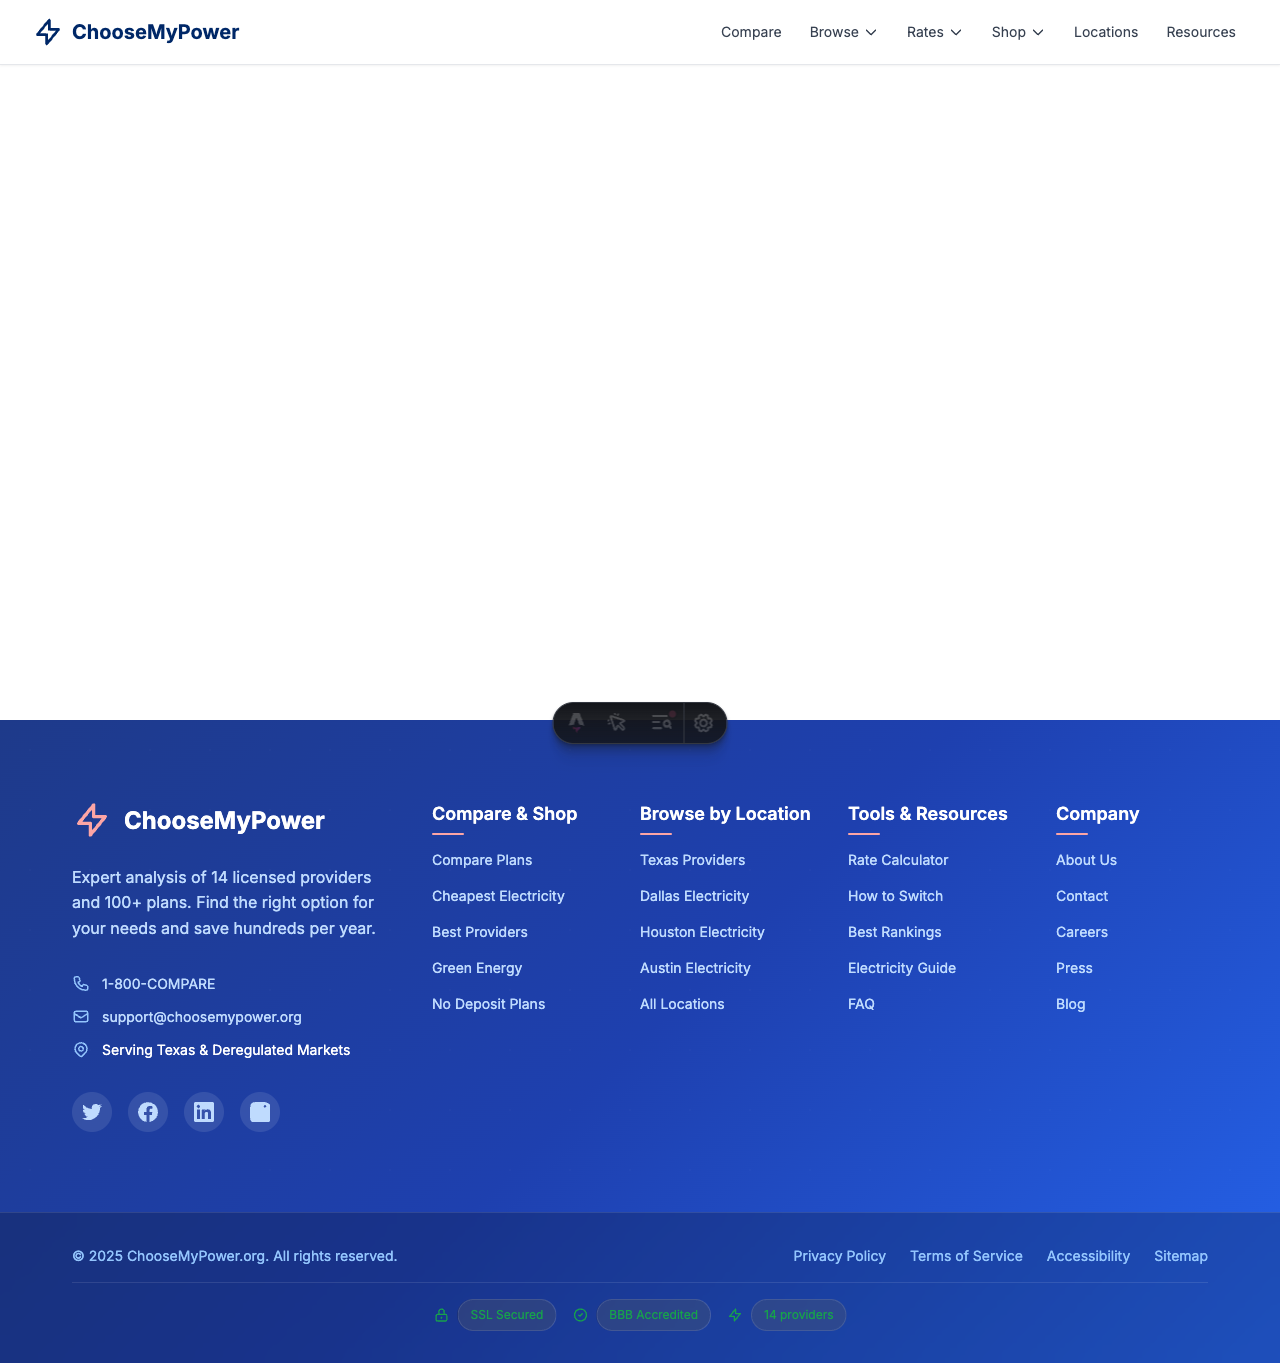 ChooseMyPower
Compare
Browse
Rates
Shop
Locations
Resources
ChooseMyPower
Expert analysis of 14 licensed providers
and 100+ plans. Find the right option for
your needs and save hundreds per year.
1-800-COMPARE
support@choosemypower.org
Serving Texas & Deregulated Markets
Compare & Shop
Compare Plans
Cheapest Electricity
Best Providers
Green Energy
No Deposit Plans
Browse by Location
Texas Providers
Dallas Electricity
Houston Electricity
Austin Electricity
All Locations
Tools & Resources
Rate Calculator
How to Switch
Best Rankings
Electricity Guide
FAQ
Company
About Us
Contact
Careers
Press
Blog
© 2025 ChooseMyPower.org. All rights reserved.
Privacy Policy
Terms of Service
Accessibility
Sitemap
SSL Secured
BBB Accredited
14 providers